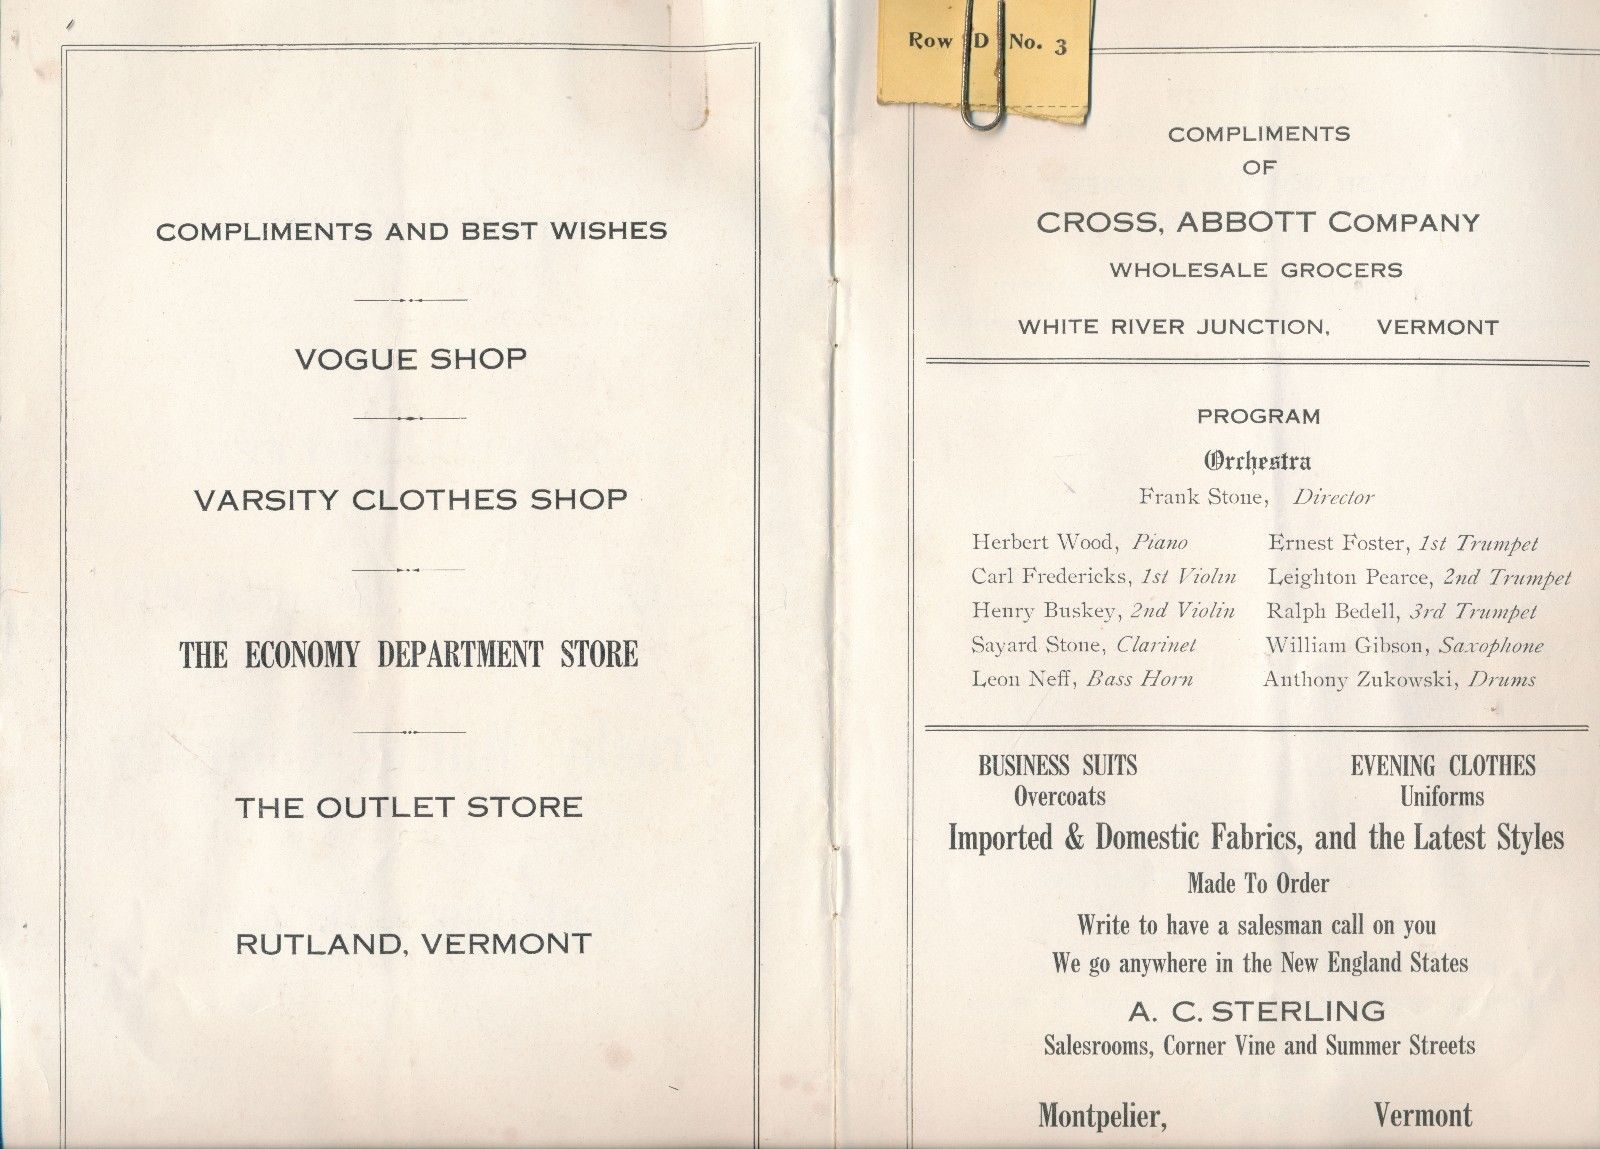 COMPLIMENTS AND BEST WISHES
VOGUE SHOP
VARSITY CLOTHES SHOP
THE ECONOMY DEPARTMENT STORE
THE OUTLET STORE
RUTLAND, VERMONT
Row D No. 3
COMPLIMENTS
OF
CROSS, ABBOTT COMPANY
WHOLESALE GROCERS
WHITE RIVER JUNCTION, VERMONT
PROGRAM
Orchestra
Frank Stone, Director
Herbert Wood, Piano
Carl Fredericks, 1st Violin
Henry Buskey, 2nd Violin
Sayard Stone, Clarinet
Leon Neff, Bass Horn
Ernest Foster, 1st Trumpet
Leighton Pearce, 2nd Trumpet
Ralph Bedell, 3rd Trumpet
William Gibson, Saxophone
Anthony Zukowski, Drums
BUSINESS SUITS
Overcoats
EVENING CLOTHES
Uniforms
Imported & Domestic Fabrics, and the Latest Styles
Made To Order
Write to have a salesman call on you
We go anywhere in the New England States
A. C. STERLING
Salesrooms, Corner Vine and Summer Streets
Montpelier, Vermont